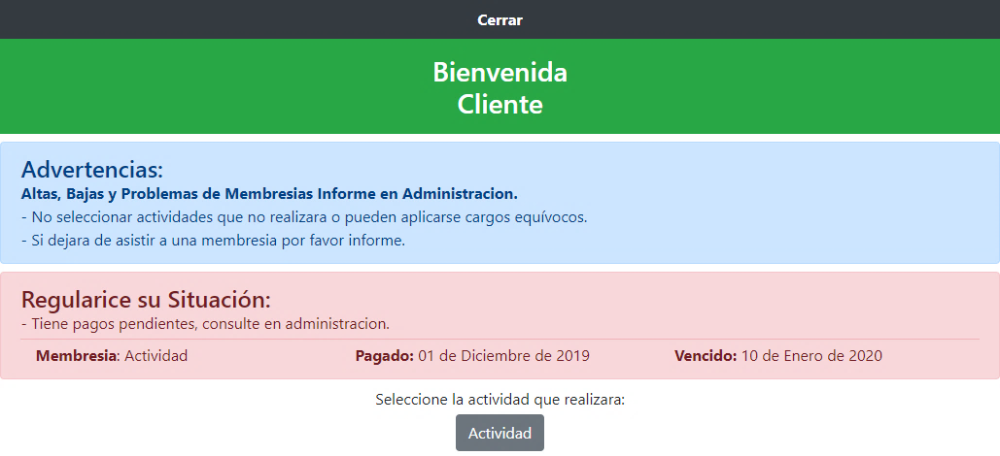 Cerrar
Bienvenida
Cliente
Advertencias:
Altas, Bajas y Problemas de Membresias Informe en Administracion.
- No seleccionar actividades que no realizara o pueden aplicarse cargos equívocos.
- Si dejara de asistir a una membresia por favor informe.
Regularice su Situación:
- Tiene pagos pendientes, consulte en administracion.
Membresia: Actividad Pagado: 01 de Diciembre de 2019 Vencido: 10 de Enero de 2020
Seleccione la actividad que realizara:
Actividad